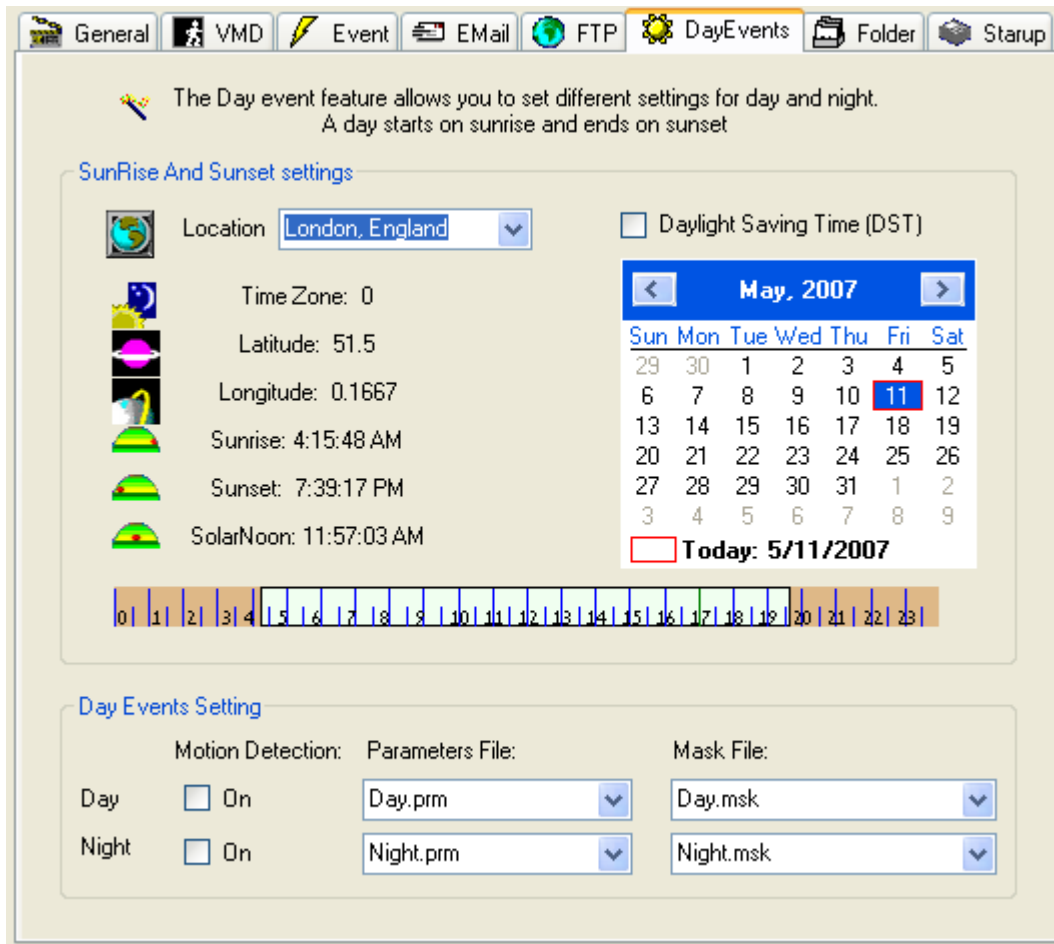 General VMD Event EMail FTP DayEvents Folder Starup
The Day event feature allows you to set different settings for day and night.
A day starts on sunrise and ends on sunset
SunRise And Sunset settings
Location London, England
Daylight Saving Time (DST)
Time Zone: 0
Latitude: 51.5
Longitude: 0.1667
Sunrise: 4:15:48 AM
Sunset: 7:39:17 PM
SolarNoon: 11:57:03 AM
May, 2007
Sun Mon Tue Wed Thu Fri Sat
29 30 1 2 3 4 5
6 7 8 9 10 11 12
13 14 15 16 17 18 19
20 21 22 23 24 25 26
27 28 29 30 31 1 2
3 4 5 6 7 8 9
Today: 5/11/2007
0 1 2 3 4 5 6 7 8 9 10 11 12 13 14 15 16 17 18 19 20 21 22 23
Day Events Setting
Motion Detection: Parameters File: Mask File:
Day On Day.prm Day.msk
Night On Night.prm Night.msk